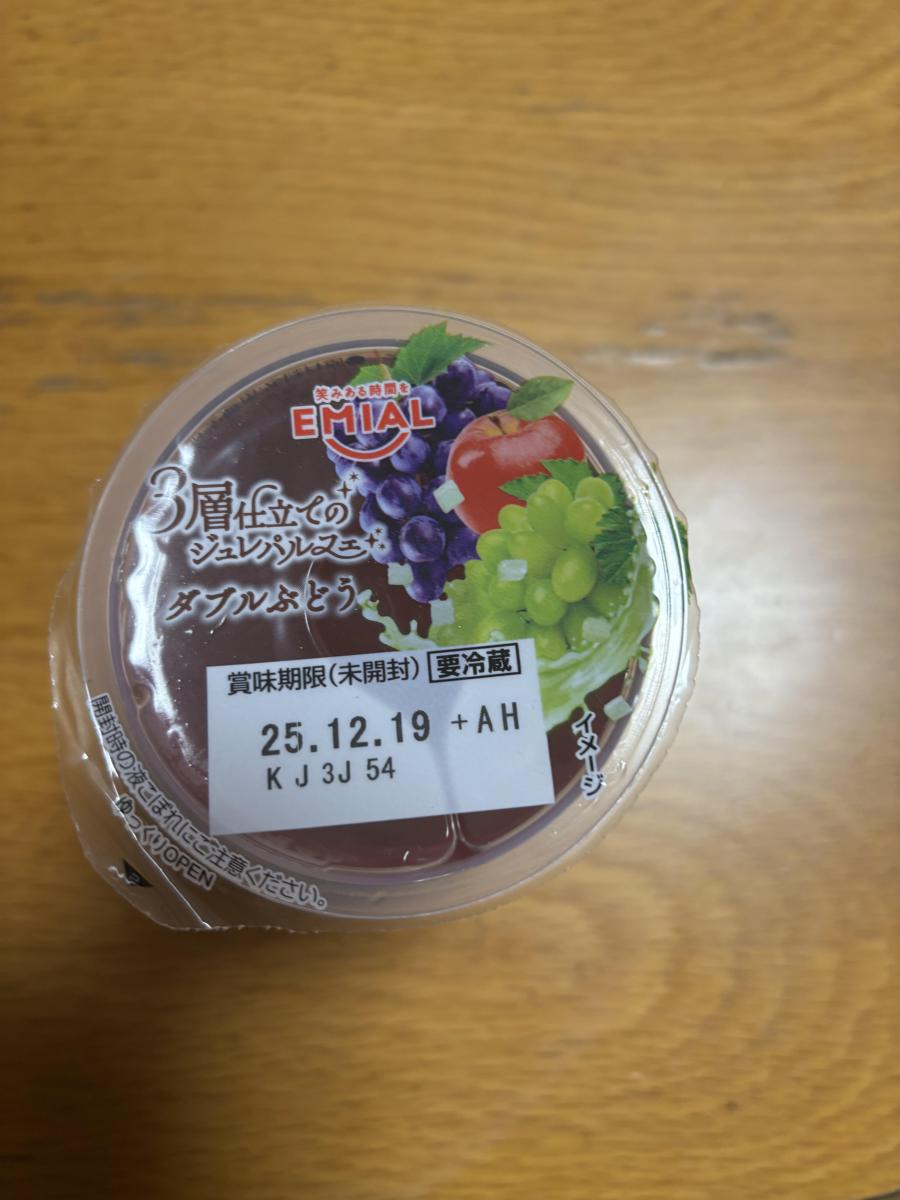 笑みある時間を
EMIAL
3層仕立ての
ジュレパルフェ
ダブルぶどう
賞味期限(未開封) 要冷蔵
25.12.19 +AH
K J 3J 54
イメージ
開封時の液こぼれにご注意ください。
ゆっくりOPEN